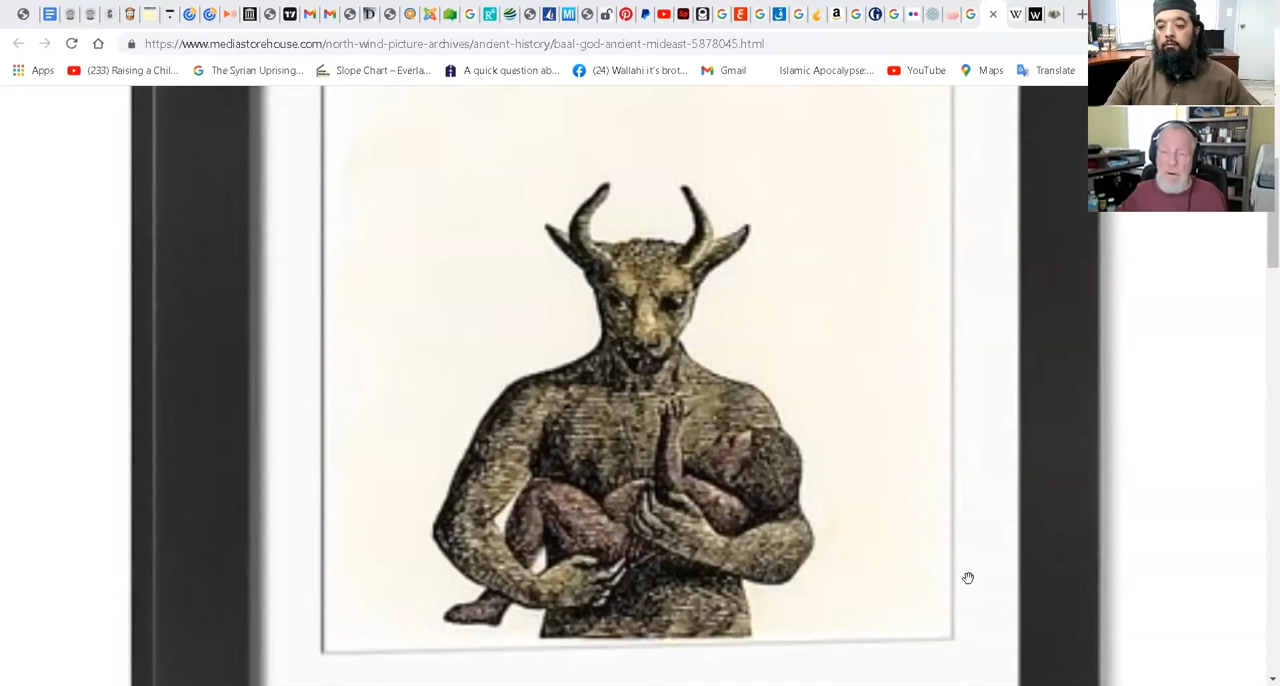 https://www.mediastorehouse.com/north-wind-picture-archives/ancient-history/baal-god-ancient-mideast-5878045.html
Apps (233) Raising a Chil... The Syrian Uprising... Slope Chart – Everla... A quick question ab... (24) Wallahi it's brot... Gmail Islamic Apocalypse:... YouTube Maps Translate